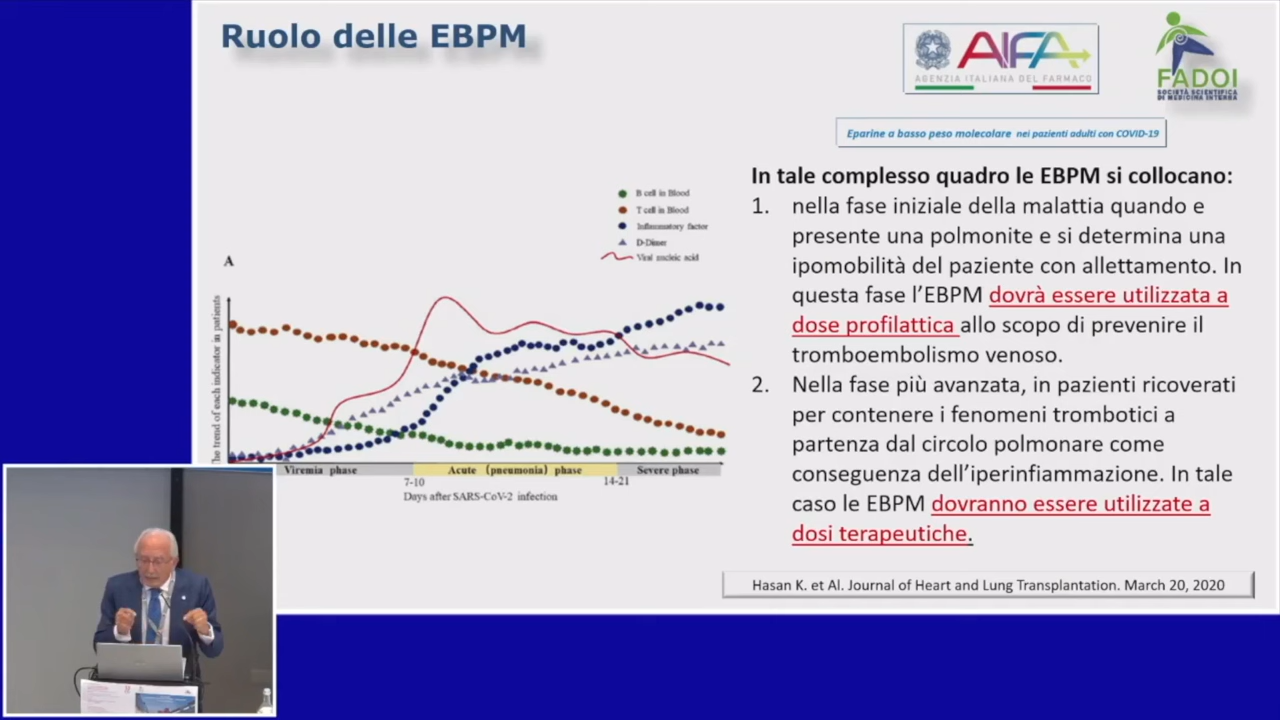 Ruolo delle EBPM
AIFA
AGENZIA ITALIANA DEL FARMACO
FADOI
SOCIETÀ SCIENTIFICA
DI MEDICINA INTERNA
Eparine a basso peso molecolare nei pazienti adulti con COVID-19
In tale complesso quadro le EBPM si collocano:
1. nella fase iniziale della malattia quando e
presente una polmonite e si determina una
ipomobilità del paziente con allettamento. In
questa fase l'EBPM dovrà essere utilizzata a
dose profilattica allo scopo di prevenire il
tromboembolismo venoso.
2. Nella fase più avanzata, in pazienti ricoverati
per contenere i fenomeni trombotici a
partenza dal circolo polmonare come
conseguenza dell'iperinfiammazione. In tale
caso le EBPM dovranno essere utilizzate a
dosi terapeutiche.
Hasan K. et Al. Journal of Heart and Lung Transplantation. March 20, 2020
B cell in Blood
T cell in Blood
Inflammatory factor
D-Dimer
Viral nucleic acid
A
The trend of each indicator in patients
Viremia phase
Acute (pneumonia) phase
Severe phase
7-10
14-21
Days after SARS-CoV-2 infection